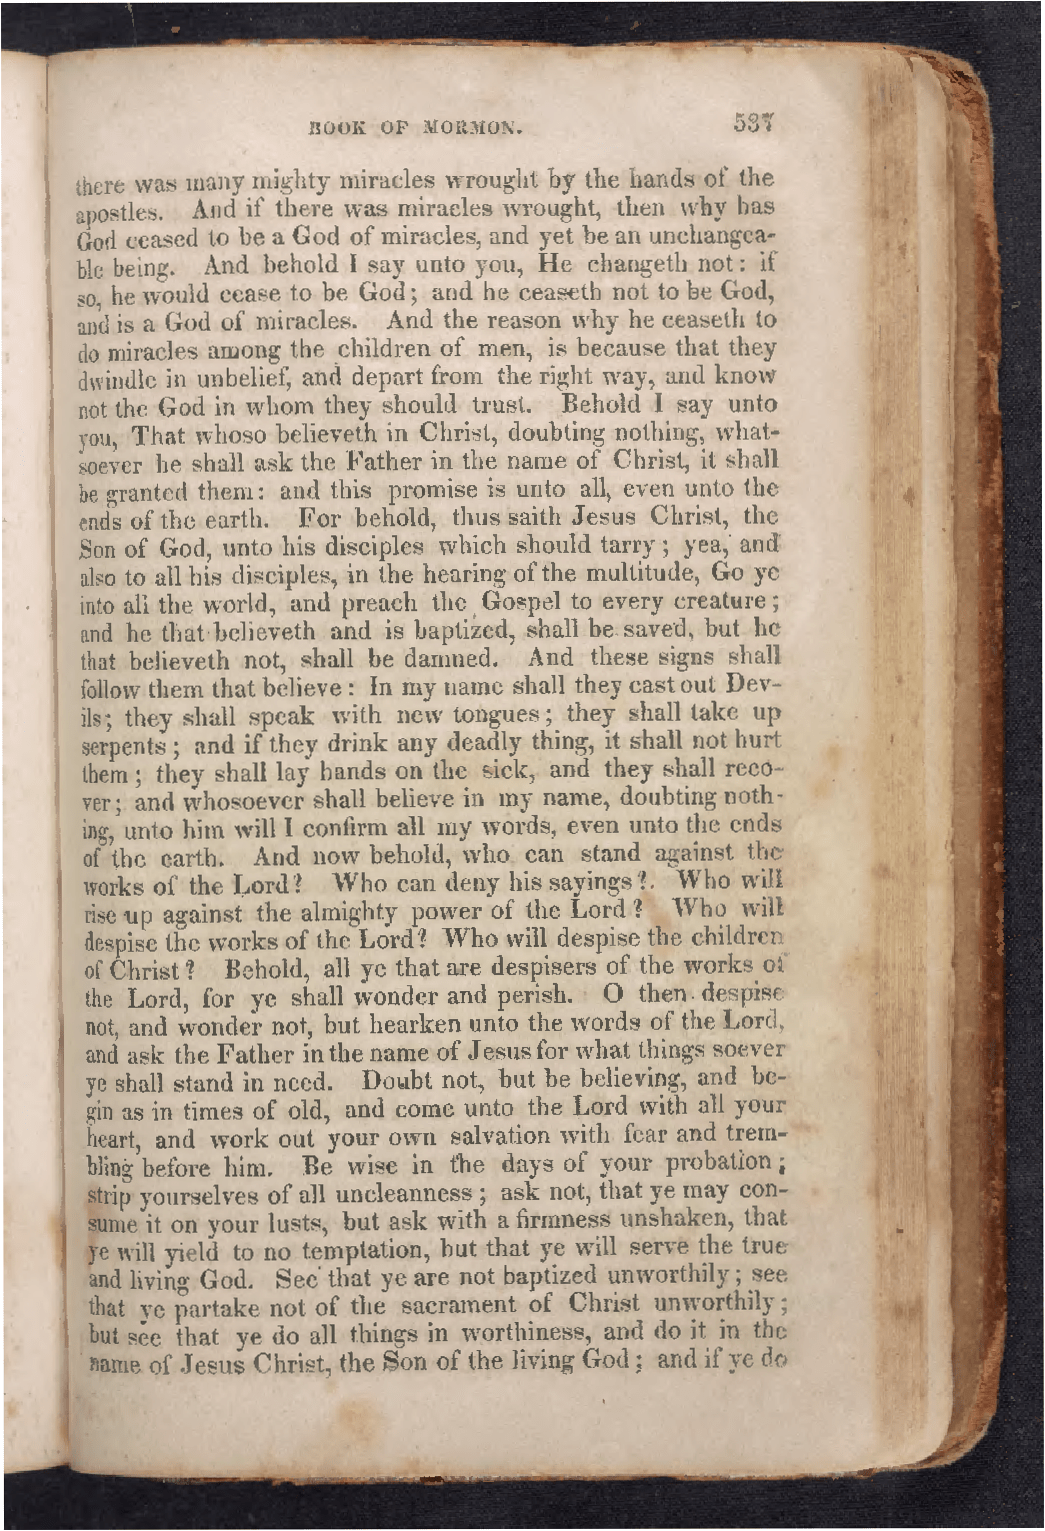 BOOK OF MORMON. 537
there was many mighty miracles wrought by the hands of the
apostles. And if there was miracles wrought, then why has
God ceased to be a God of miracles, and yet be an unchangea-
ble being. And behold I say unto you, He changeth not: if
so, he would cease to be God; and he ceaseth not to be God,
and is a God of miracles. And the reason why he ceaseth to
do miracles among the children of men, is because that they
dwindle in unbelief, and depart from the right way, and know
not the God in whom they should trust. Behold I say unto
you, That whoso believeth in Christ, doubting nothing, what-
soever he shall ask the Father in the name of Christ, it shall
be granted them: and this promise is unto all, even unto the
ends of the earth. For behold, thus saith Jesus Christ, the
Son of God, unto his disciples which should tarry; yea, and
also to all his disciples, in the hearing of the multitude, Go ye
into all the world, and preach the Gospel to every creature;
and he that believeth and is baptized, shall be saved, but he
that believeth not, shall be damned. And these signs shall
follow them that believe: In my name shall they cast out Dev-
ils; they shall speak with new tongues; they shall take up
serpents; and if they drink any deadly thing, it shall not hurt
them; they shall lay hands on the sick, and they shall reco-
ver; and whosoever shall believe in my name, doubting noth-
ing, unto him will I confirm all my words, even unto the ends
of the earth. And now behold, who can stand against the
works of the Lord? Who can deny his sayings? Who will
rise up against the almighty power of the Lord? Who will
despise the works of the Lord? Who will despise the children
of Christ? Behold, all ye that are despisers of the works of
the Lord, for ye shall wonder and perish. O then despise
not, and wonder not, but hearken unto the words of the Lord,
and ask the Father in the name of Jesus for what things soever
ye shall stand in need. Doubt not, but be believing, and be-
gin as in times of old, and come unto the Lord with all your
heart, and work out your own salvation with fear and trem-
bling before him. Be wise in the days of your probation;
strip yourselves of all uncleanness; ask not, that ye may con-
sume it on your lusts, but ask with a firmness unshaken, that
ye will yield to no temptation, but that ye will serve the true
and living God. See that ye are not baptized unworthily; see
that ye partake not of the sacrament of Christ unworthily;
but see that ye do all things in worthiness, and do it in the
name of Jesus Christ, the Son of the living God; and if ye do